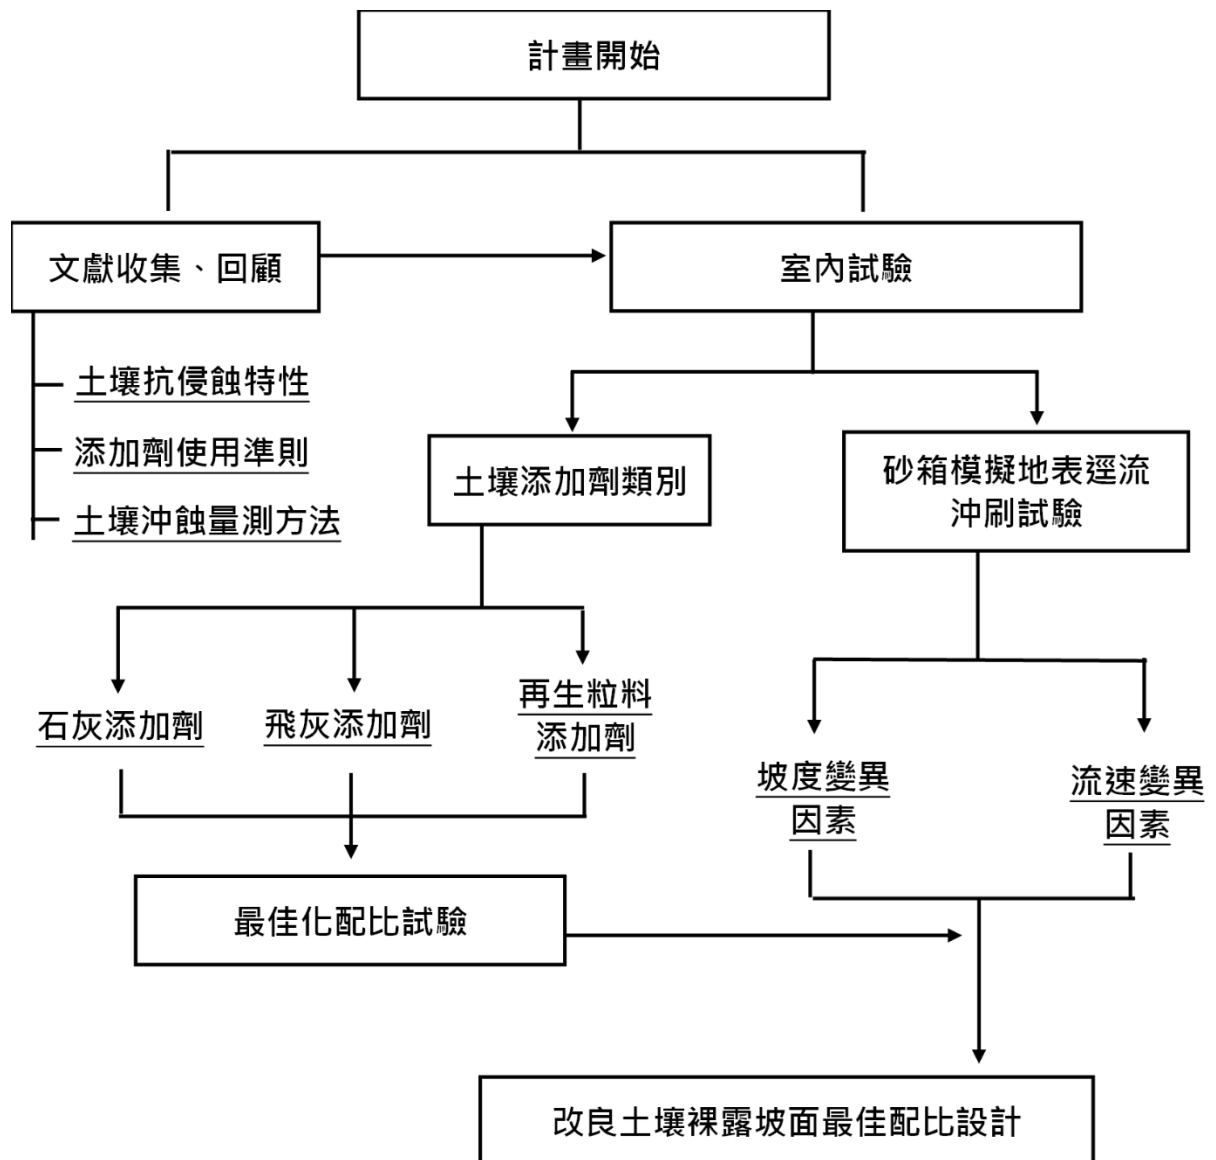 計畫開始
文獻收集、回顧
室內試驗
土壤抗侵蝕特性
添加劑使用準則
土壤沖蝕量測方法
土壤添加劑類別
砂箱模擬地表逕流
沖刷試驗
石灰添加劑
飛灰添加劑
再生粒料
添加劑
坡度變異
因素
流速變異
因素
最佳化配比試驗
改良土壤裸露坡面最佳配比設計